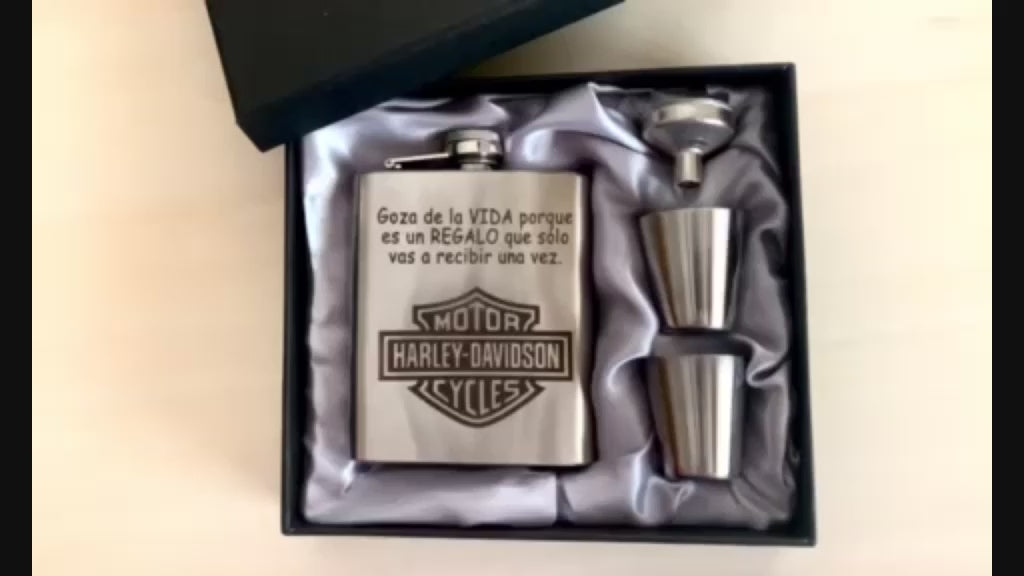 Goza de la VIDA porque
es un REGALO que sólo
vas a recibir una vez.
MOTOR
HARLEY-DAVIDSON
CYCLES